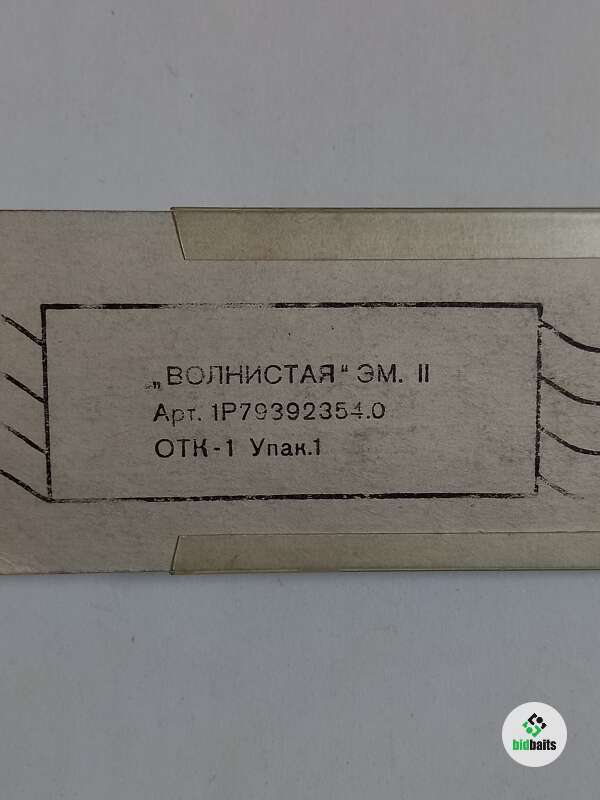 „ВОЛНИСТАЯ“ ЭМ. II
Арт. 1Р79392354.0
ОТК-1 Упак.1
bidbaits